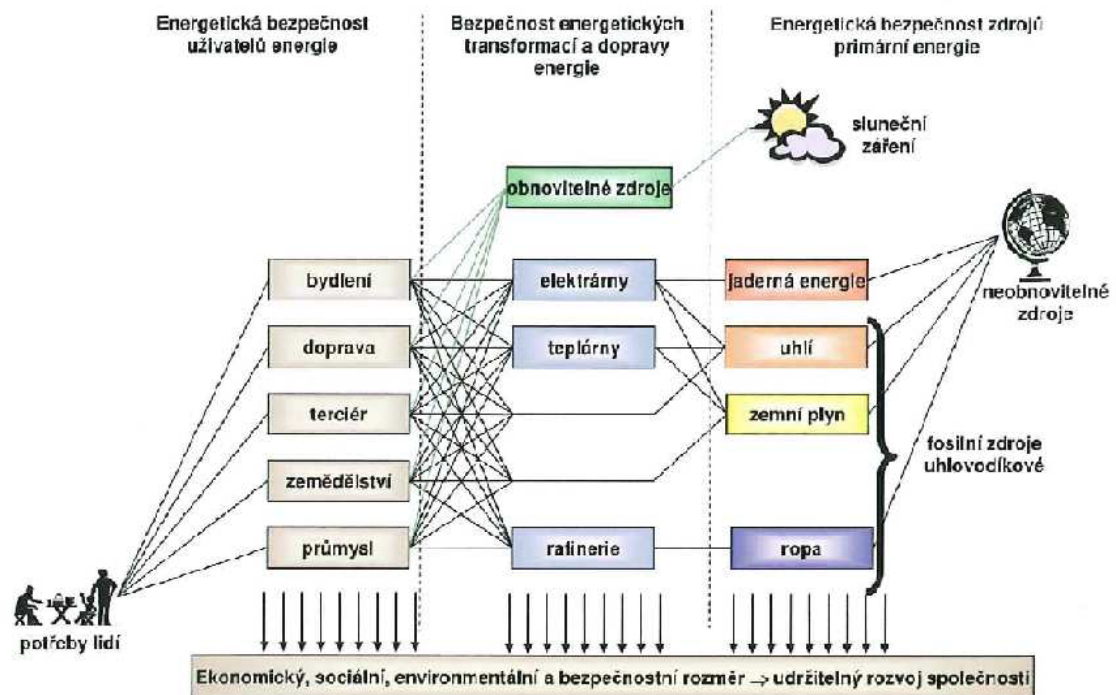 Energetická bezpečnost
uživatelů energie
Bezpečnost energetických
transformací a dopravy
energie
Energetická bezpečnost zdrojů
primární energie
sluneční
záření
obnovitelné zdroje
neobnovitelné
zdroje
bydlení
elektrárny
jaderná energie
doprava
teplárny
uhlí
terciér
zemní plyn
fosilní zdroje
uhlovodíkové
zemědělství
průmysl
rafinerie
ropa
potřeby lidí
Ekonomický, sociální, environmentální a bezpečnostní rozměr ⇒ udržitelný rozvoj společnosti